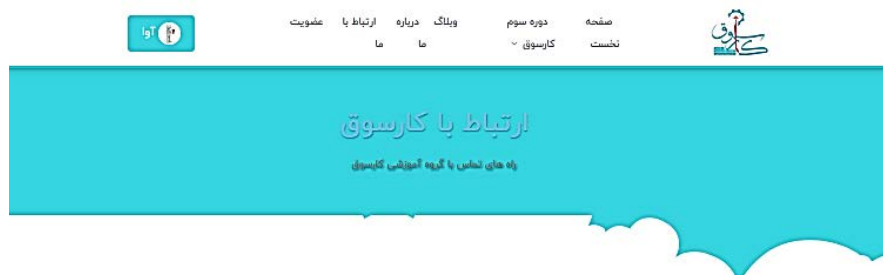 کارسوق
صفحه نخست
دوره سوم کارسوق
وبلاگ
درباره ما
ارتباط با ما
عضویت
آوا
ارتباط با کارسوق
راه های تماس با گروه آموزشی کارسوق